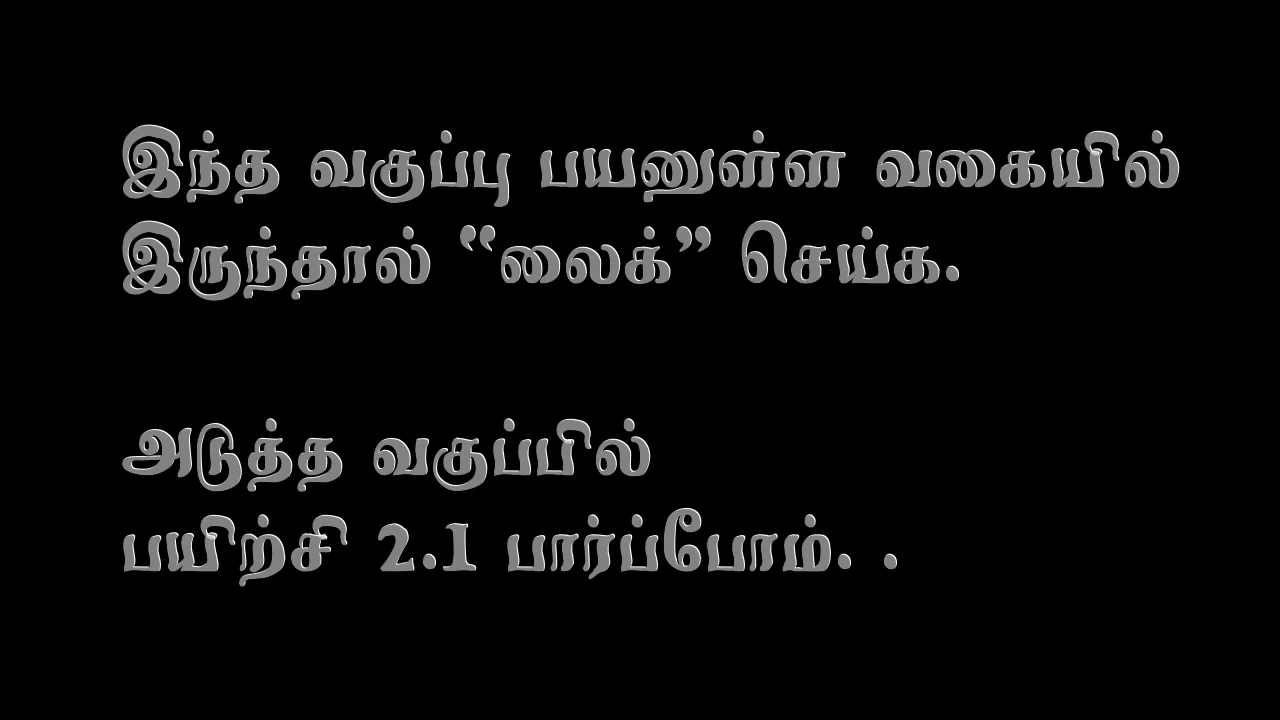 இந்த வகுப்பு பயனுள்ள வகையில்
இருந்தால் “லைக்” செய்க.
அடுத்த வகுப்பில்
பயிற்சி 2.1 பார்ப்போம். .